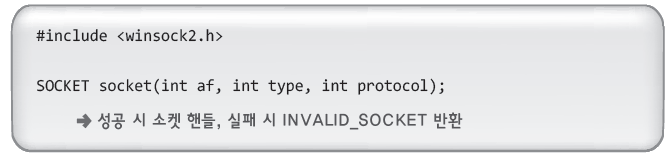 #include <winsock2.h>
SOCKET socket(int af, int type, int protocol);
➔ 성공 시 소켓 핸들, 실패 시 INVALID_SOCKET 반환